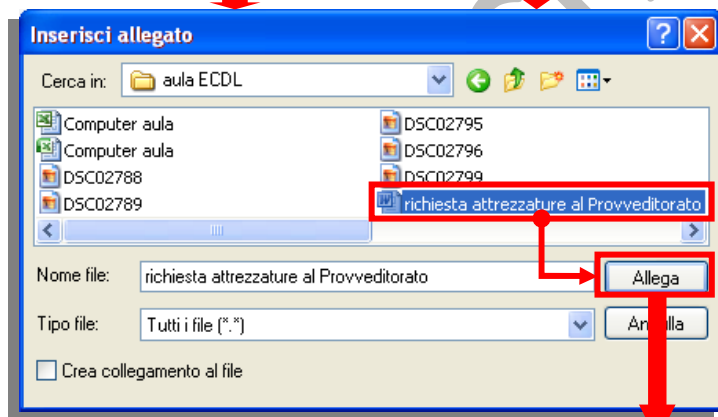 Inserisci allegato
Cerca in: aula ECDL
Computer aula DSC02795
Computer aula DSC02796
DSC02788 DSC02799
DSC02789 richiesta attrezzature al Provveditorato
Nome file: richiesta attrezzature al Provveditorato Allega
Tipo file: Tutti i file (*.*) Annulla
Crea collegamento al file